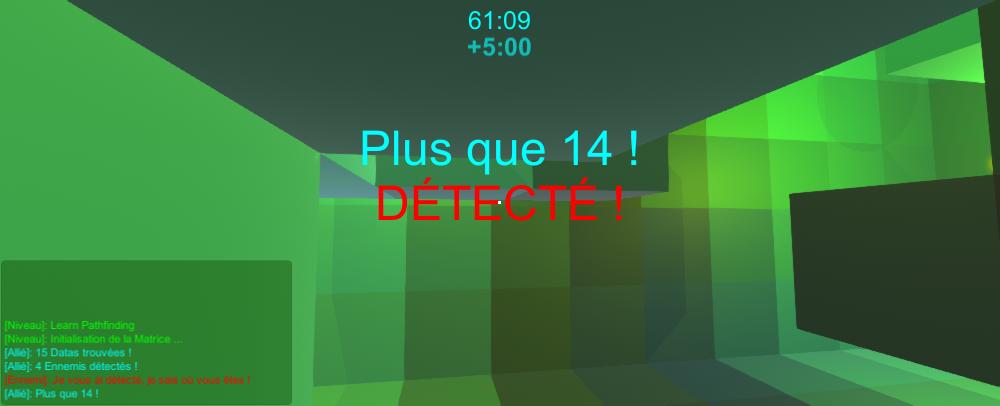 61:09
+5:00
Plus que 14 !
DÉTECTÉ !
[Niveau]: Learn Pathfinding
[Niveau]: Initialisation de la Matrice ...
[Allié]: 15 Datas trouvées !
[Allié]: 4 Ennemis détectés !
[Ennemi]: Je vous ai détecté, je sais où vous êtes !
[Allié]: Plus que 14 !